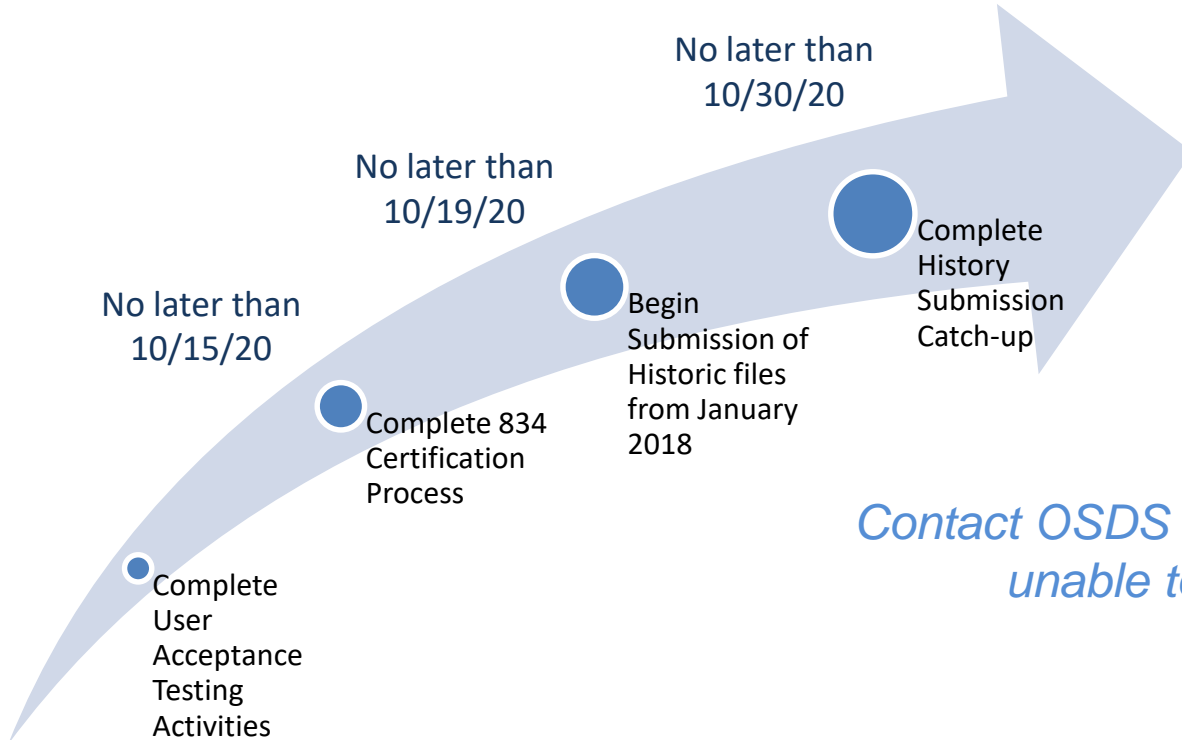 No later than
10/30/20
No later than
10/19/20
No later than
10/15/20
Complete
History
Submission
Catch-up
Begin
Submission of
Historic files
from January
2018
Complete 834
Certification
Process
Contact OSDS
unable
Complete
User
Acceptance
Testing
Activities